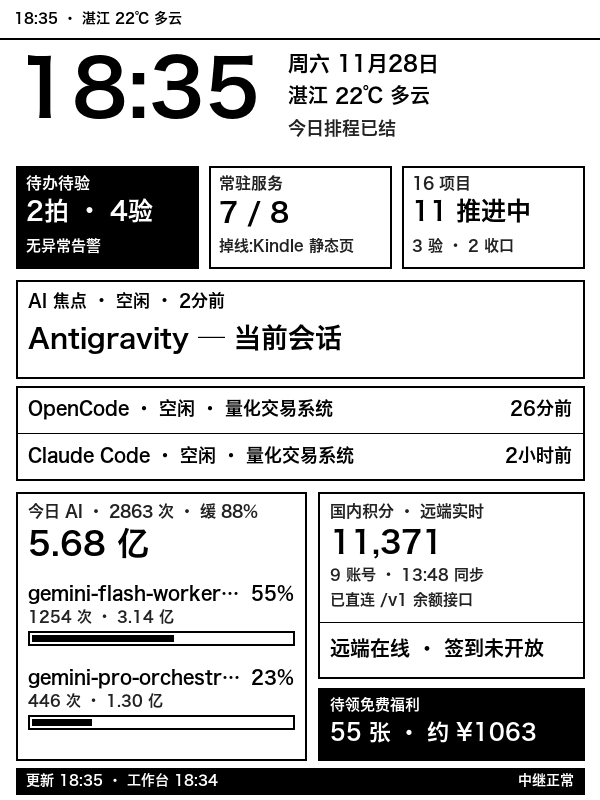 18:35 · 湛江 22℃ 多云
18:35
周六 11月28日
湛江 22℃ 多云
今日排程已结
待办待验
2拍 · 4验
无异常告警
常驻服务
7 / 8
掉线:Kindle 静态页
16 项目
11 推进中
3 验 · 2 收口
AI 焦点 · 空闲 · 2分前
Antigravity — 当前会话
OpenCode · 空闲 · 量化交易系统 26分前
Claude Code · 空闲 · 量化交易系统 2小时前
今日 AI · 2863 次 · 缓 88%
5.68 亿
gemini-flash-worker… 55%
1254 次 · 3.14 亿
gemini-pro-orchestr… 23%
446 次 · 1.30 亿
国内积分 · 远端实时
11,371
9 账号 · 13:48 同步
已直连 /v1 余额接口
远端在线 · 签到未开放
待领免费福利
55 张 · 约 ¥1063
更新 18:35 · 工作台 18:34 中继正常